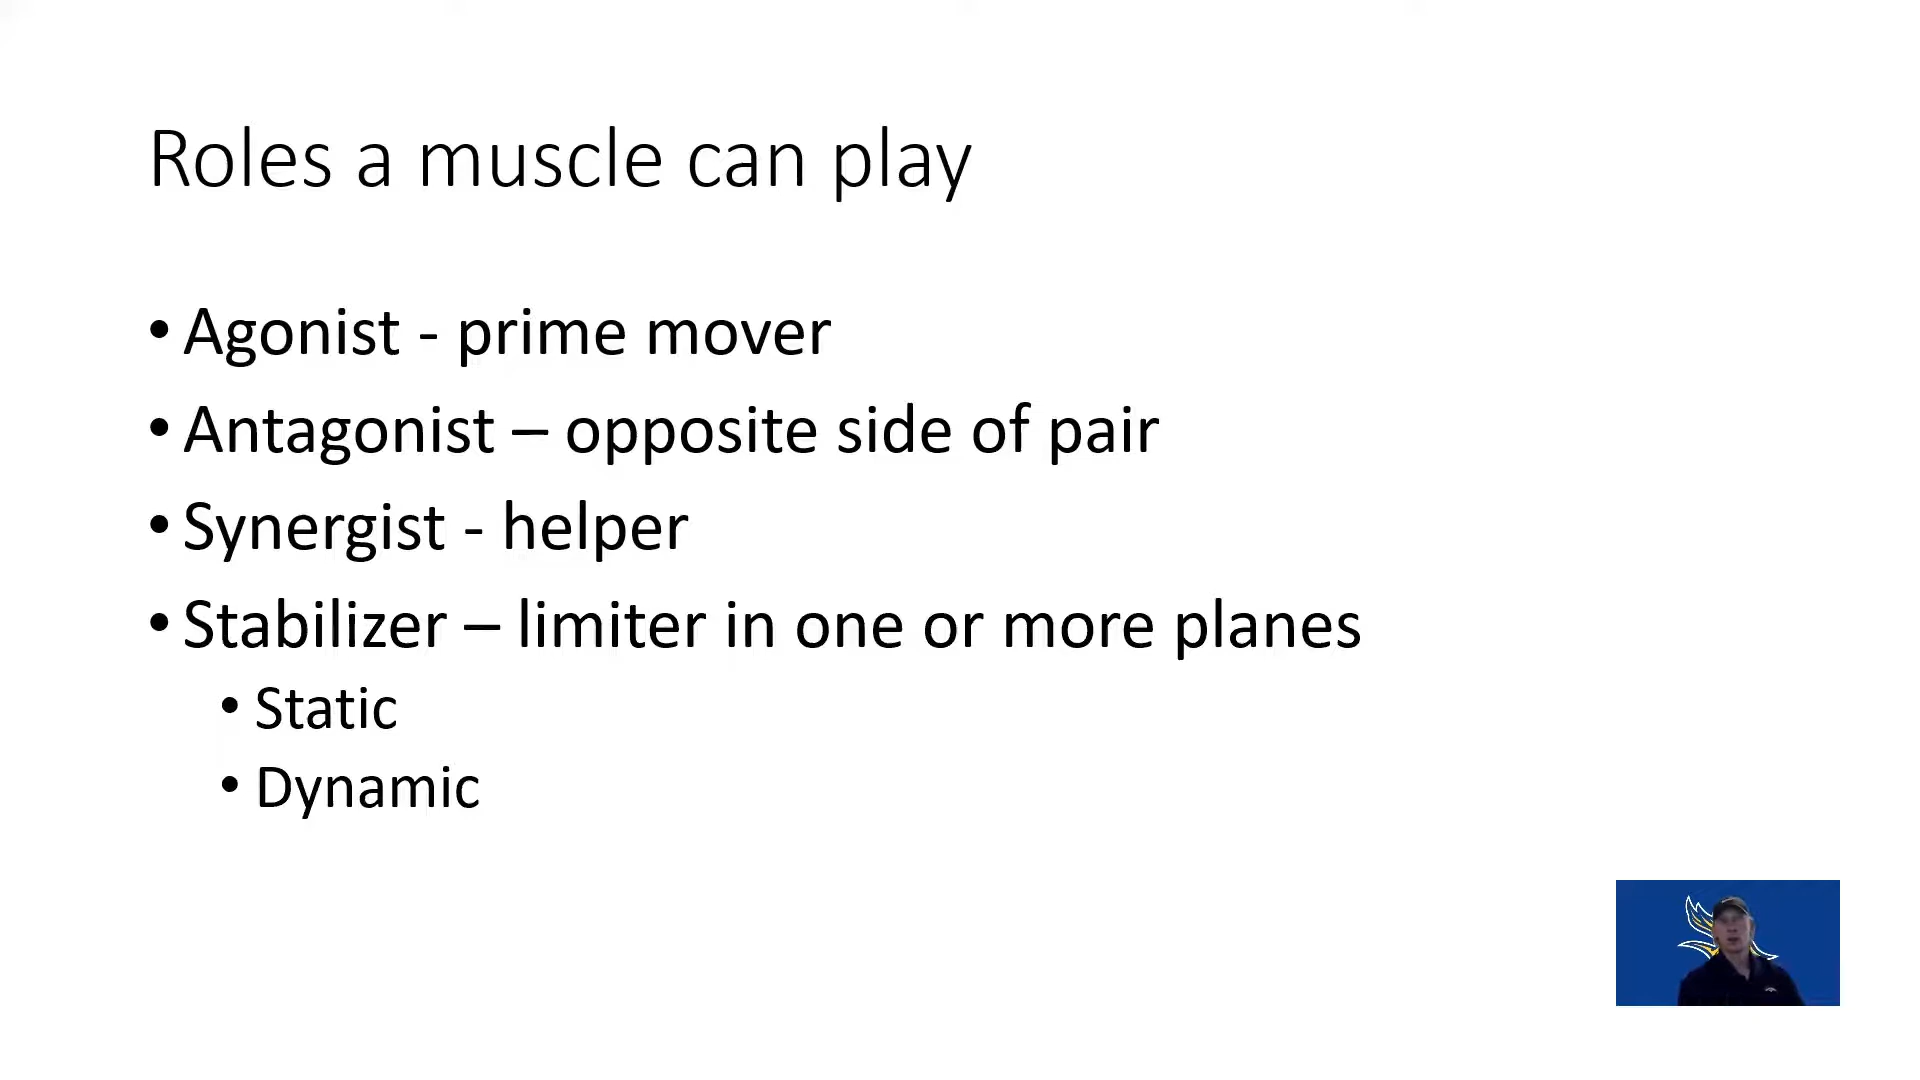 Roles a muscle can play
• Agonist - prime mover
• Antagonist – opposite side of pair
• Synergist - helper
• Stabilizer – limiter in one or more planes
• Static
• Dynamic